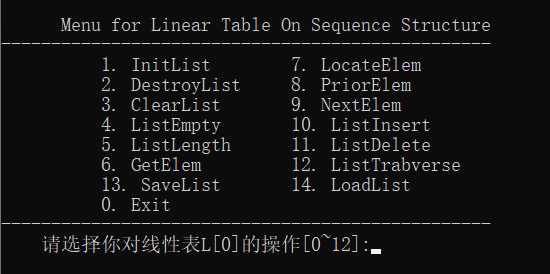 Menu for Linear Table On Sequence Structure
-------------------------------------------------
1. InitList 7. LocateElem
2. DestroyList 8. PriorElem
3. ClearList 9. NextElem
4. ListEmpty 10. ListInsert
5. ListLength 11. ListDelete
6. GetElem 12. ListTrabverse
13. SaveList 14. LoadList
0. Exit
-------------------------------------------------
请选择你对线性表L[0]的操作[0~12]: